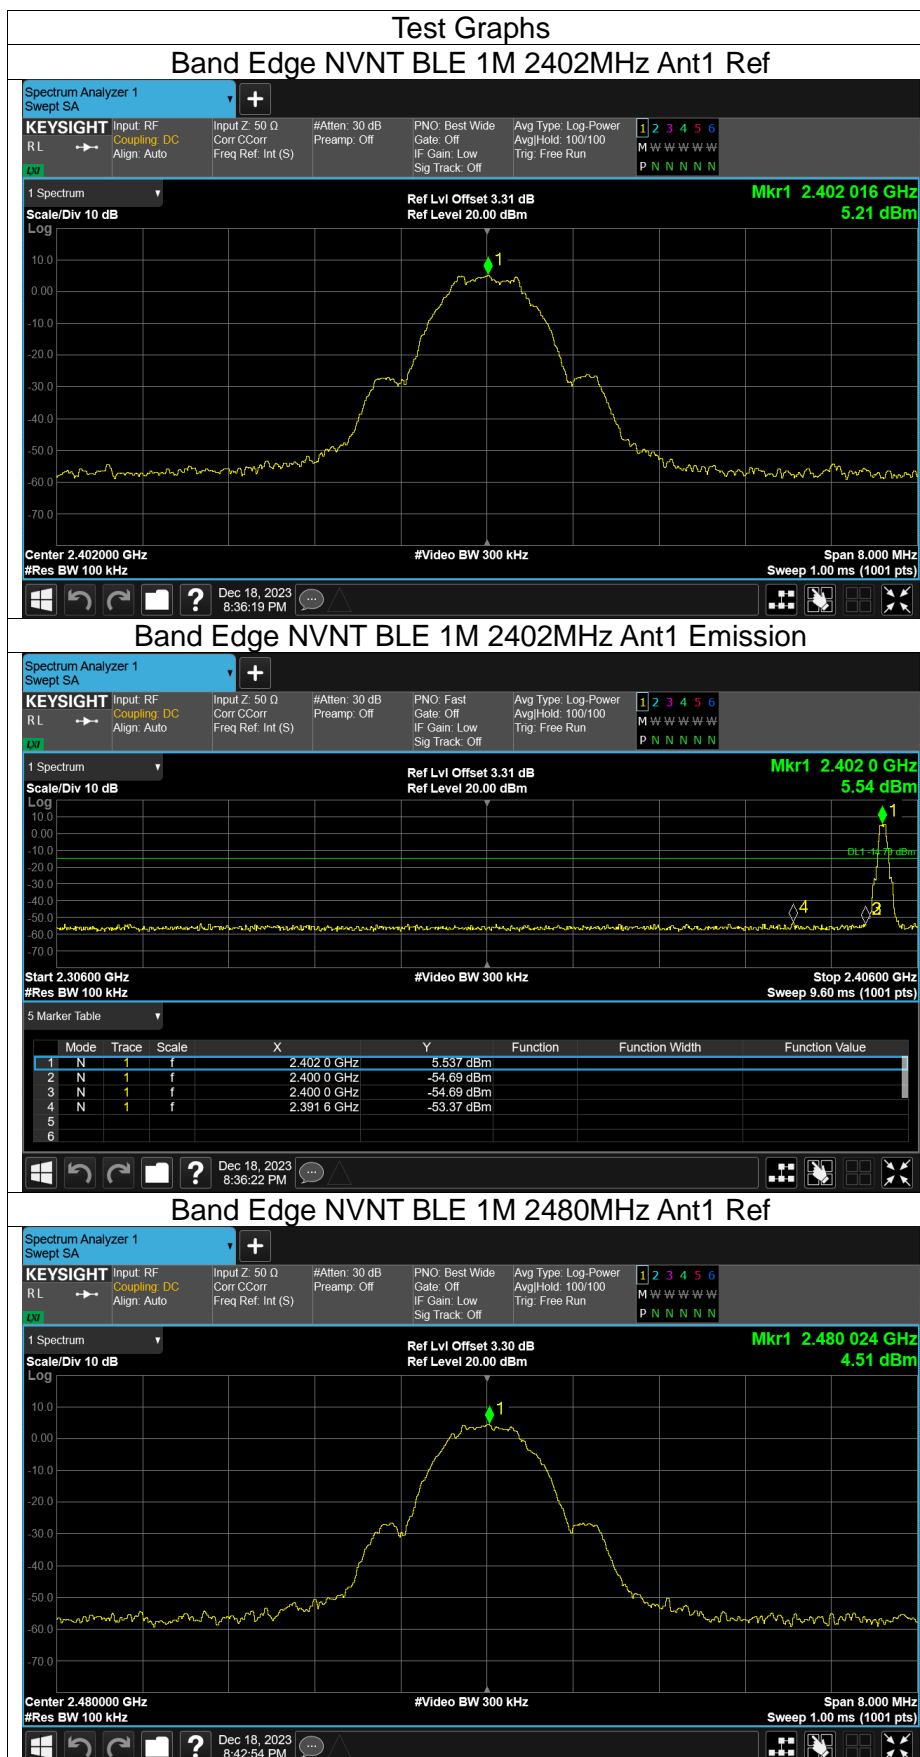 Test Graphs
Band Edge NVNT BLE 1M 2402MHz Ant1 Ref
Spectrum Analyzer 1
Swept SA
KEYSIGHT Input: RF Input Z: 50 Ω #Atten: 30 dB PNO: Best Wide Avg Type: Log-Power 1 2 3 4 5 6
RL Coupling: DC Corr CCorr Preamp: Off Gate: Off Avg|Hold: 100/100 M W W W W W
Align: Auto Freq Ref: Int (S) IF Gain: Low Trig: Free Run
LXI Sig Track: Off P N N N N N
1 Spectrum Ref Lvl Offset 3.31 dB Mkr1 2.402 016 GHz
Scale/Div 10 dB Ref Level 20.00 dBm 5.21 dBm
Log
1
10.0
0.00
-10.0
-20.0
-30.0
-40.0
-50.0
-60.0
-70.0
Center 2.402000 GHz #Video BW 300 kHz Span 8.000 MHz
#Res BW 100 kHz Sweep 1.00 ms (1001 pts)
? Dec 18, 2023
8:36:19 PM
Band Edge NVNT BLE 1M 2402MHz Ant1 Emission
Spectrum Analyzer 1
Swept SA
KEYSIGHT Input: RF Input Z: 50 Ω #Atten: 30 dB PNO: Fast Avg Type: Log-Power 1 2 3 4 5 6
RL Coupling: DC Corr CCorr Preamp: Off Gate: Off Avg|Hold: 100/100 M W W W W W
Align: Auto Freq Ref: Int (S) IF Gain: Low Trig: Free Run
LXI Sig Track: Off P N N N N N
1 Spectrum Ref Lvl Offset 3.31 dB Mkr1 2.402 0 GHz
Scale/Div 10 dB Ref Level 20.00 dBm 5.54 dBm
Log
10.0 1
0.00
-10.0 DL1 -14.79 dBm
-20.0
-30.0
-40.0
-50.0 4
-60.0
-70.0
Start 2.30600 GHz #Video BW 300 kHz Stop 2.40600 GHz
#Res BW 100 kHz Sweep 9.60 ms (1001 pts)
5 Marker Table
Mode Trace Scale X Y Function Function Width Function Value
1 N 1 f 2.402 0 GHz 5.537 dBm
2 N 1 f 2.400 0 GHz -54.69 dBm
3 N 1 f 2.400 0 GHz -54.69 dBm
4 N 1 f 2.391 6 GHz -53.37 dBm
5
6
? Dec 18, 2023
8:36:22 PM
Band Edge NVNT BLE 1M 2480MHz Ant1 Ref
Spectrum Analyzer 1
Swept SA
KEYSIGHT Input: RF Input Z: 50 Ω #Atten: 30 dB PNO: Best Wide Avg Type: Log-Power 1 2 3 4 5 6
RL Coupling: DC Corr CCorr Preamp: Off Gate: Off Avg|Hold: 100/100 M W W W W W
Align: Auto Freq Ref: Int (S) IF Gain: Low Trig: Free Run
LXI Sig Track: Off P N N N N N
1 Spectrum Ref Lvl Offset 3.30 dB Mkr1 2.480 024 GHz
Scale/Div 10 dB Ref Level 20.00 dBm 4.51 dBm
Log
1
10.0
0.00
-10.0
-20.0
-30.0
-40.0
-50.0
-60.0
-70.0
Center 2.480000 GHz #Video BW 300 kHz Span 8.000 MHz
#Res BW 100 kHz Sweep 1.00 ms (1001 pts)
? Dec 18, 2023
8:42:54 PM